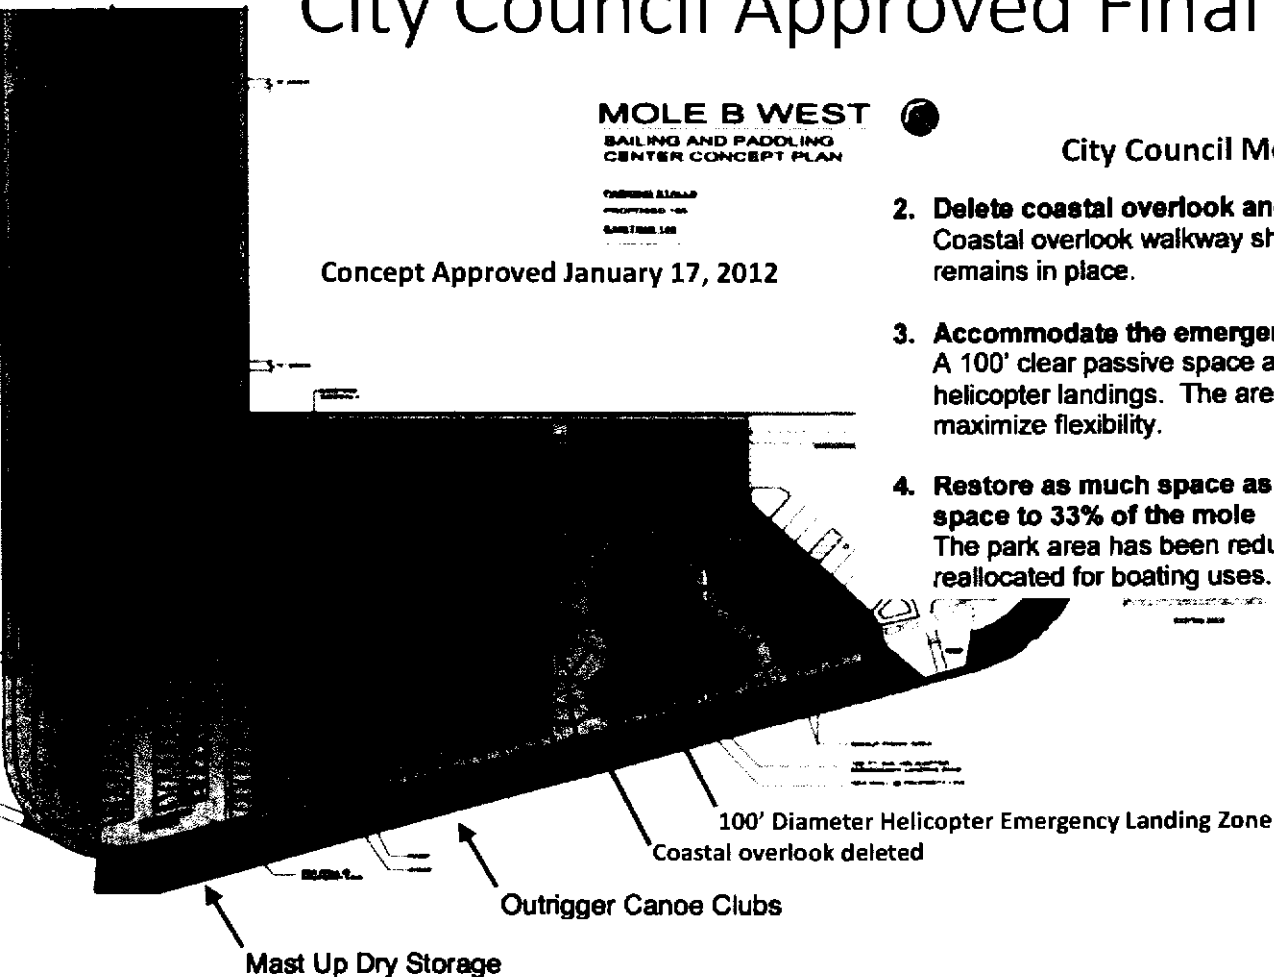 City Council Approved Final
MOLE B WEST
SAILING AND PADDLING
CENTER CONCEPT PLAN
Concept Approved January 17, 2012
City Council M
2. Delete coastal overlook an
Coastal overlook walkway sh
remains in place.
3. Accommodate the emerge
A 100' clear passive space a
helicopter landings. The are
maximize flexibility.
4. Restore as much space as
space to 33% of the mole
The park area has been redu
reallocated for boating uses.
100' Diameter Helicopter Emergency Landing Zone
Coastal overlook deleted
Outrigger Canoe Clubs
Mast Up Dry Storage